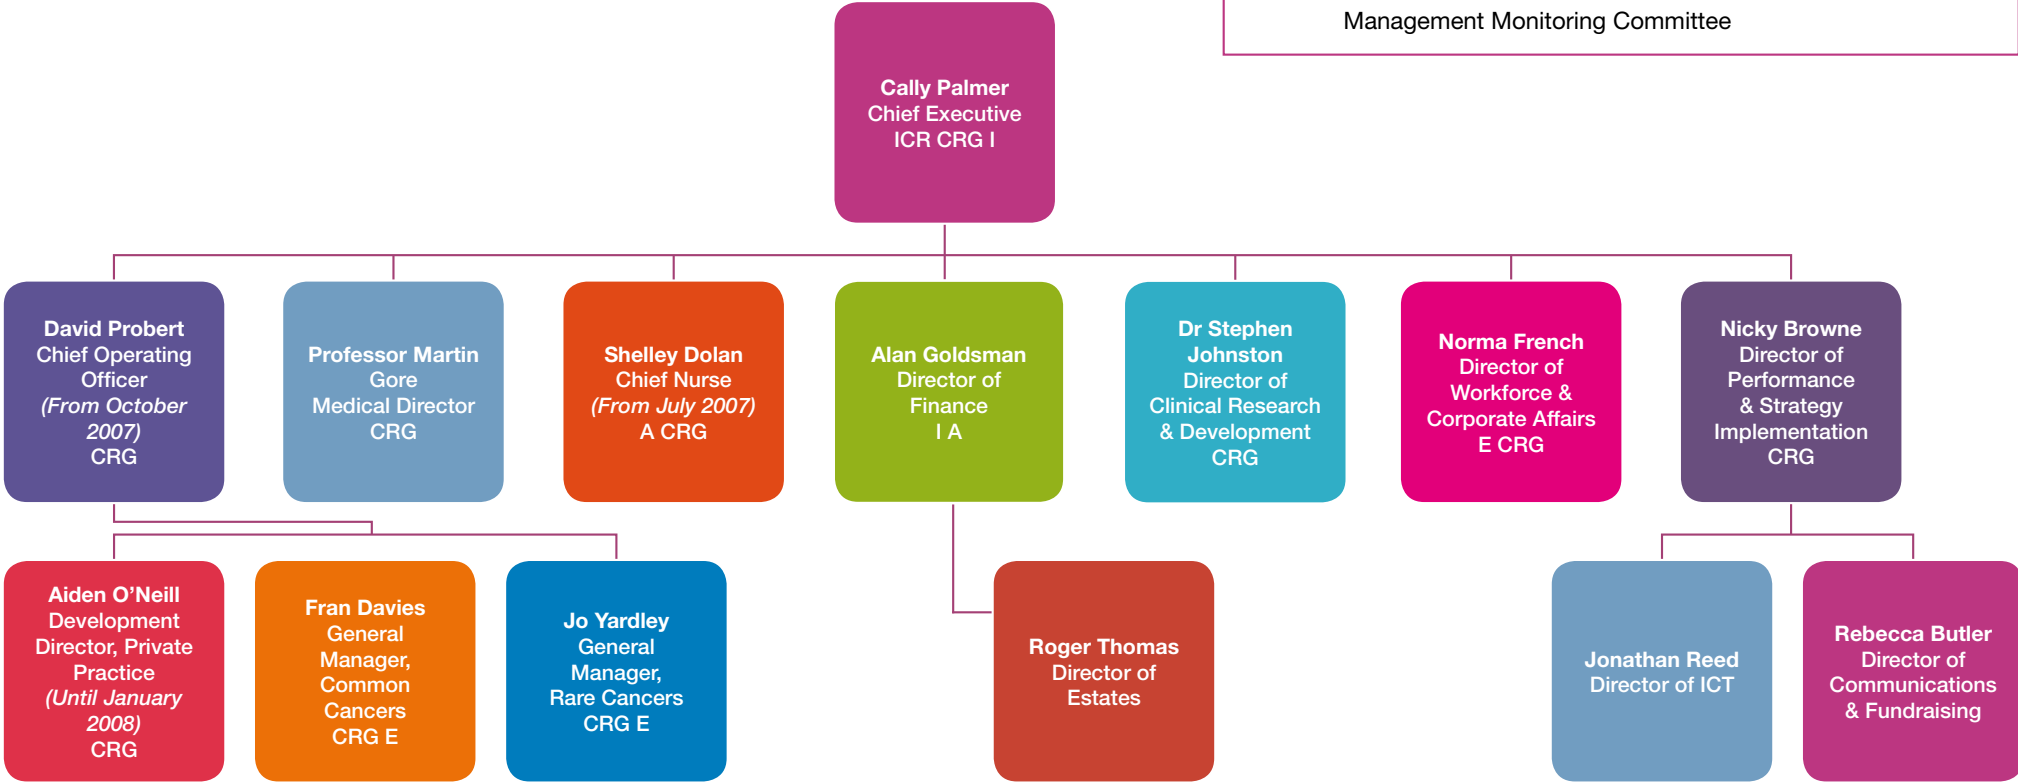 Management Monitoring Committee
Cally Palmer
Chief Executive
ICR CRG I
David Probert
Chief Operating
Officer
(From October
2007)
CRG
Professor Martin
Gore
Medical Director
CRG
Shelley Dolan
Chief Nurse
(From July 2007)
A CRG
Alan Goldsman
Director of
Finance
I A
Dr Stephen
Johnston
Director of
Clinical Research
& Development
CRG
Norma French
Director of
Workforce &
Corporate Affairs
E CRG
Nicky Browne
Director of
Performance
& Strategy
Implementation
CRG
Aiden O’Neill
Development
Director, Private
Practice
(Until January
2008)
CRG
Fran Davies
General
Manager,
Common
Cancers
CRG E
Jo Yardley
General
Manager,
Rare Cancers
CRG E
Roger Thomas
Director of
Estates
Jonathan Reed
Director of ICT
Rebecca Butler
Director of
Communications
& Fundraising